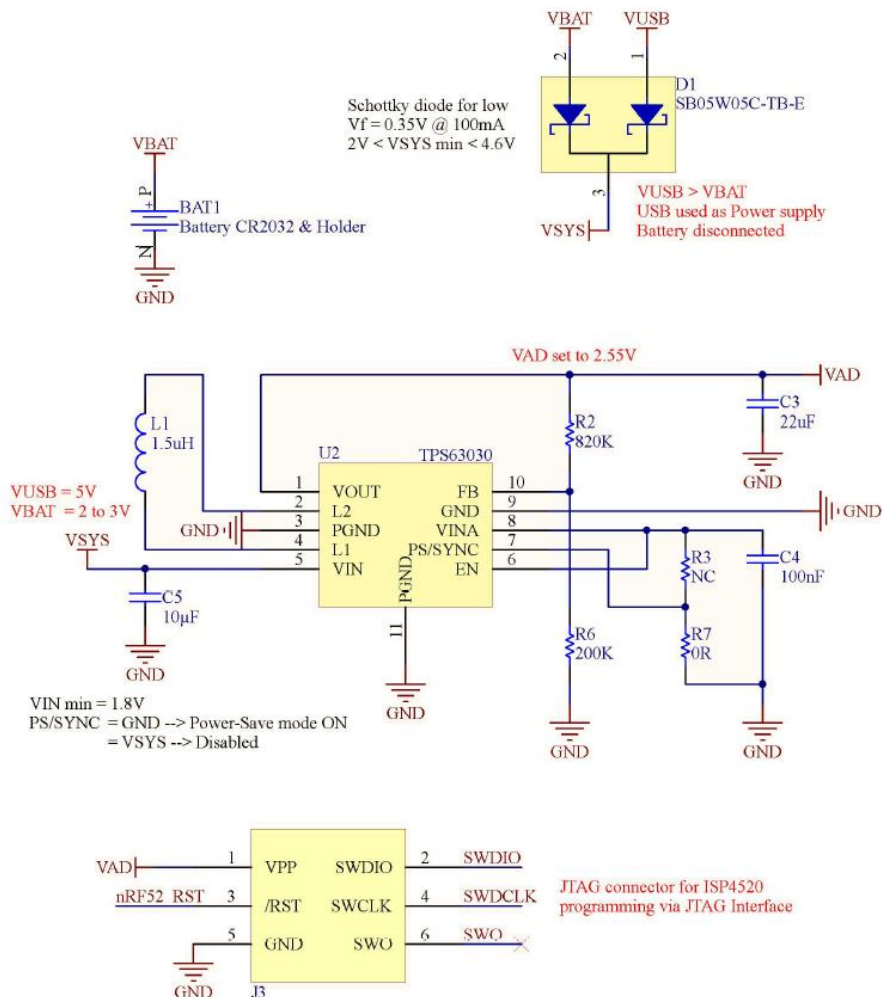 VBAT
VUSB
2
1
D1
SB05W05C-TB-E
Schottky diode for low
Vf = 0.35V @ 100mA
2V < VSYS min < 4.6V
3
VSYS
VUSB > VBAT
USB used as Power supply
Battery disconnected
VBAT
P
+
BAT1
Battery CR2032 & Holder
N
GND
VAD set to 2.55V
VAD
L1
1.5uH
R2
820K
C3
22uF
GND
U2
TPS63030
VUSB = 5V
VBAT = 2 to 3V
VSYS
1 VOUT FB 10
2 L2 GND 9
GND 3 PGND VINA 8
4 L1 PS/SYNC 7
5 VIN EN 6
PGND
11
GND
GND
C5
10µF
GND
R3
NC
C4
100nF
R6
200K
R7
0R
GND
GND
VIN min = 1.8V
PS/SYNC = GND --> Power-Save mode ON
= VSYS --> Disabled
VAD 1 VPP SWDIO 2 SWDIO
nRF52_RST 3 /RST SWCLK 4 SWDCLK
5 GND SWO 6 SWO
GND
J3
JTAG connector for ISP4520
programming via JTAG Interface